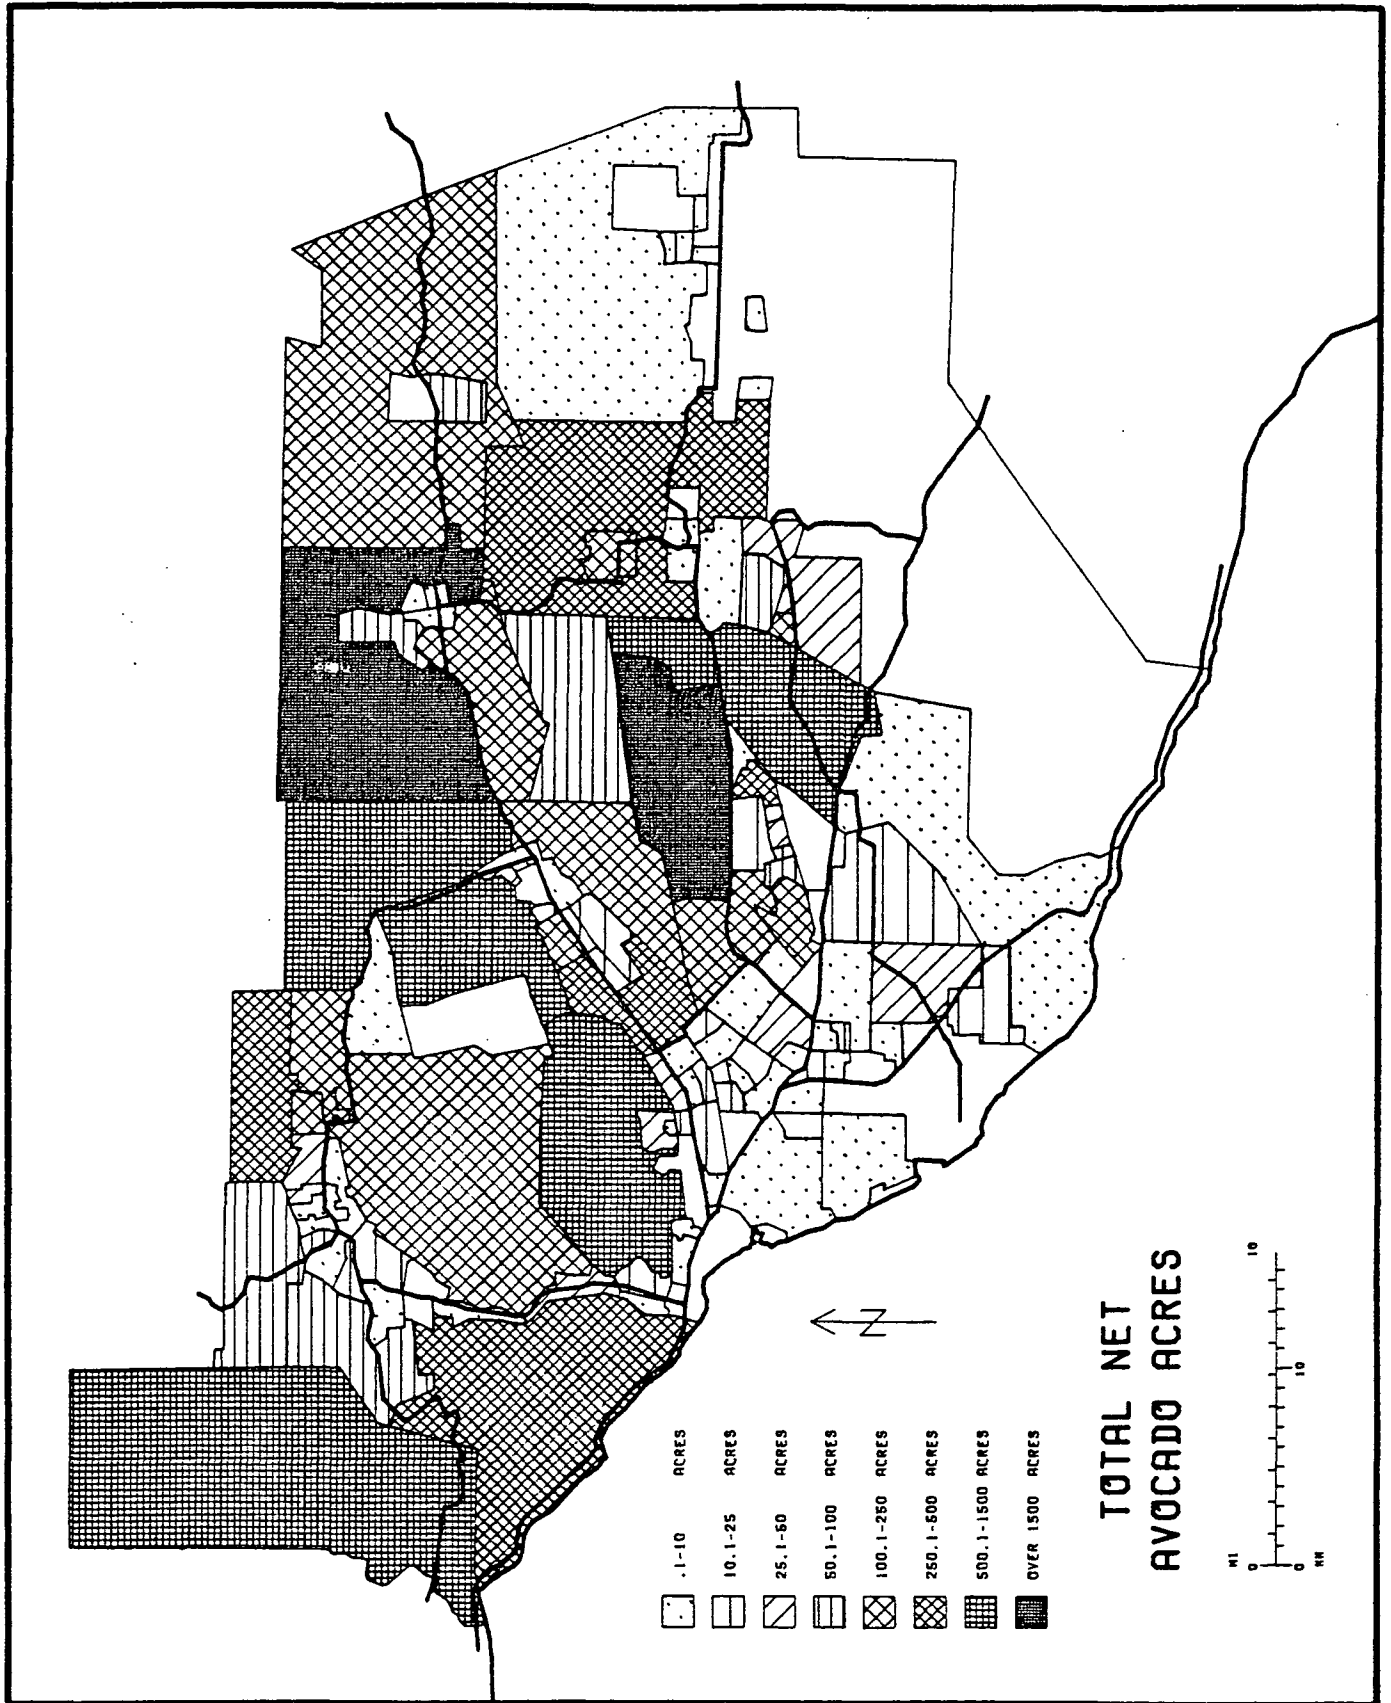 .1-10 ACRES
10.1-25 ACRES
25.1-50 ACRES
50.1-100 ACRES
100.1-250 ACRES
250.1-500 ACRES
500.1-1500 ACRES
OVER 1500 ACRES
N
TOTAL NET
AVOCADO ACRES
MI
0 10
0 10
KM